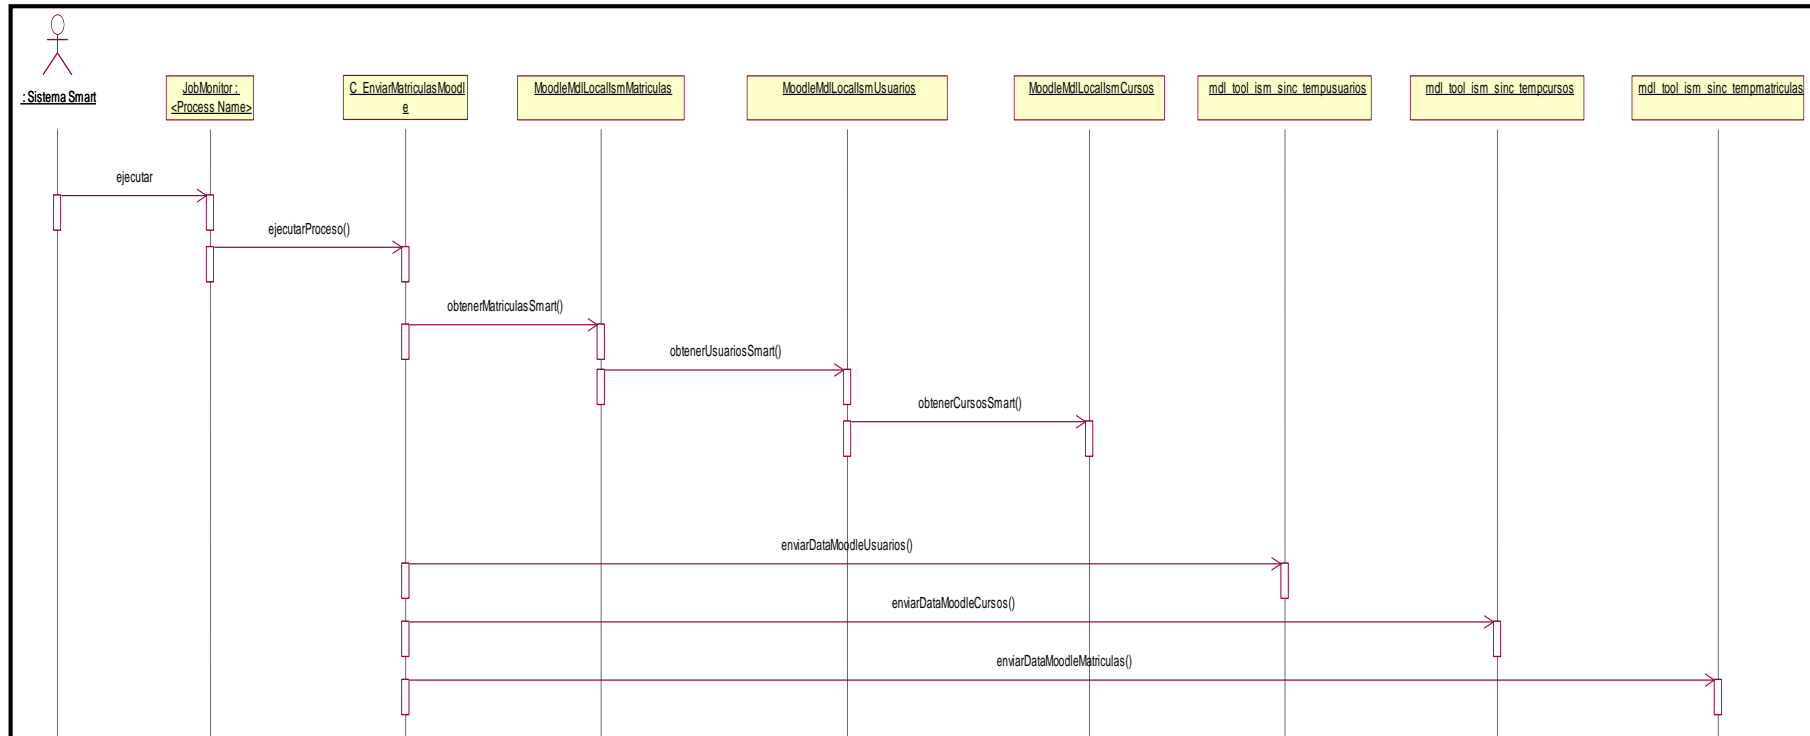 : Sistema Smart
JobMonitor :
<Process Name>
C_EnviarMatriculasMoodl
e
MoodleMdlLocalIsmMatriculas
MoodleMdlLocalIsmUsuarios
MoodleMdlLocalIsmCursos
mdl_tool_ism_sinc_tempusuarios
mdl_tool_ism_sinc_tempcursos
mdl_tool_ism_sinc_tempmatriculas
ejecutar
ejecutarProceso()
obtenerMatriculasSmart()
obtenerUsuariosSmart()
obtenerCursosSmart()
enviarDataMoodleUsuarios()
enviarDataMoodleCursos()
enviarDataMoodleMatriculas()